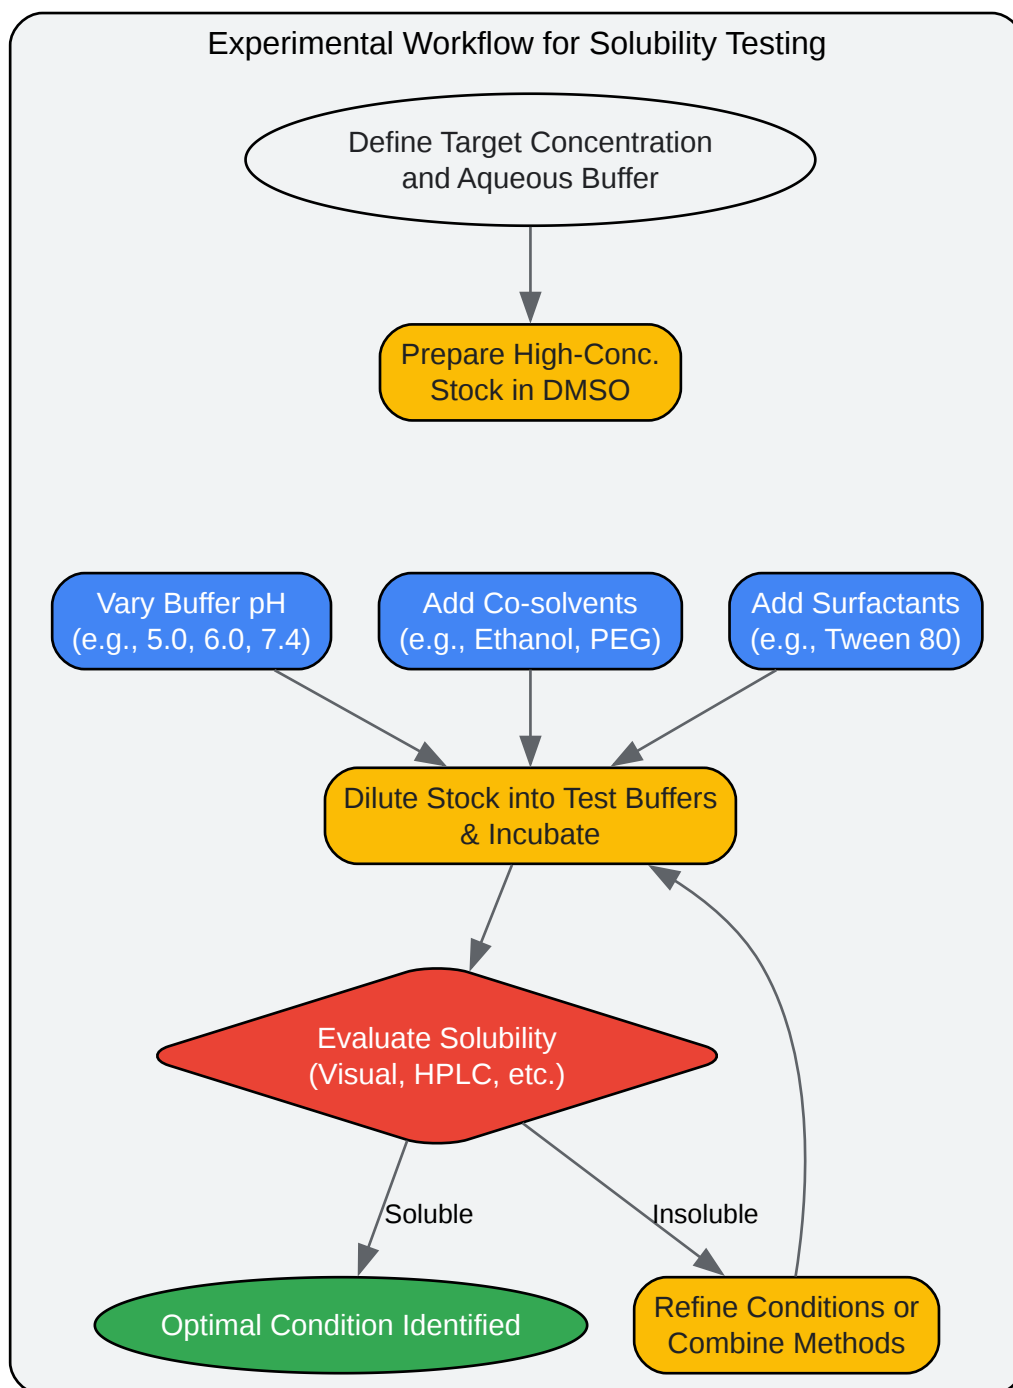 Experimental Workflow for Solubility Testing
Define Target Concentration
and Aqueous Buffer
Prepare High-Conc.
Stock in DMSO
Vary Buffer pH
(e.g., 5.0, 6.0, 7.4)
Add Co-solvents
(e.g., Ethanol, PEG)
Add Surfactants
(e.g., Tween 80)
Dilute Stock into Test Buffers
& Incubate
Evaluate Solubility
(Visual, HPLC, etc.)
Soluble
Insoluble
Optimal Condition Identified
Refine Conditions or
Combine Methods